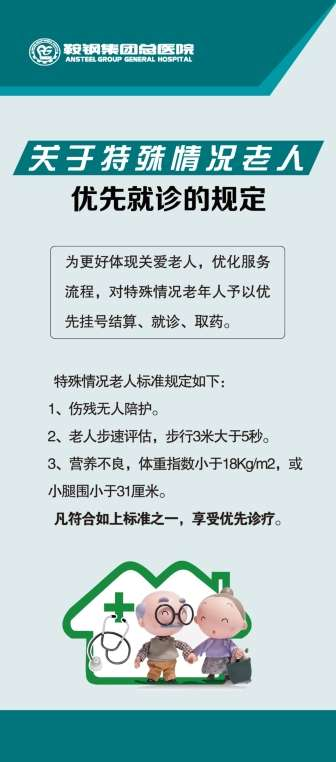 鞍钢集团总医院
ANSTEEL GROUP GENERAL HOSPITAL
关于特殊情况老人
优先就诊的规定
为更好体现关爱老人，优化服务
流程，对特殊情况老年人予以优
先挂号结算、就诊、取药。
特殊情况老人标准规定如下：
1、伤残无人陪护。
2、老人步速评估，步行3米大于5秒。
3、营养不良，体重指数小于18Kg/m2，或
小腿围小于31厘米。
凡符合如上标准之一，享受优先诊疗。